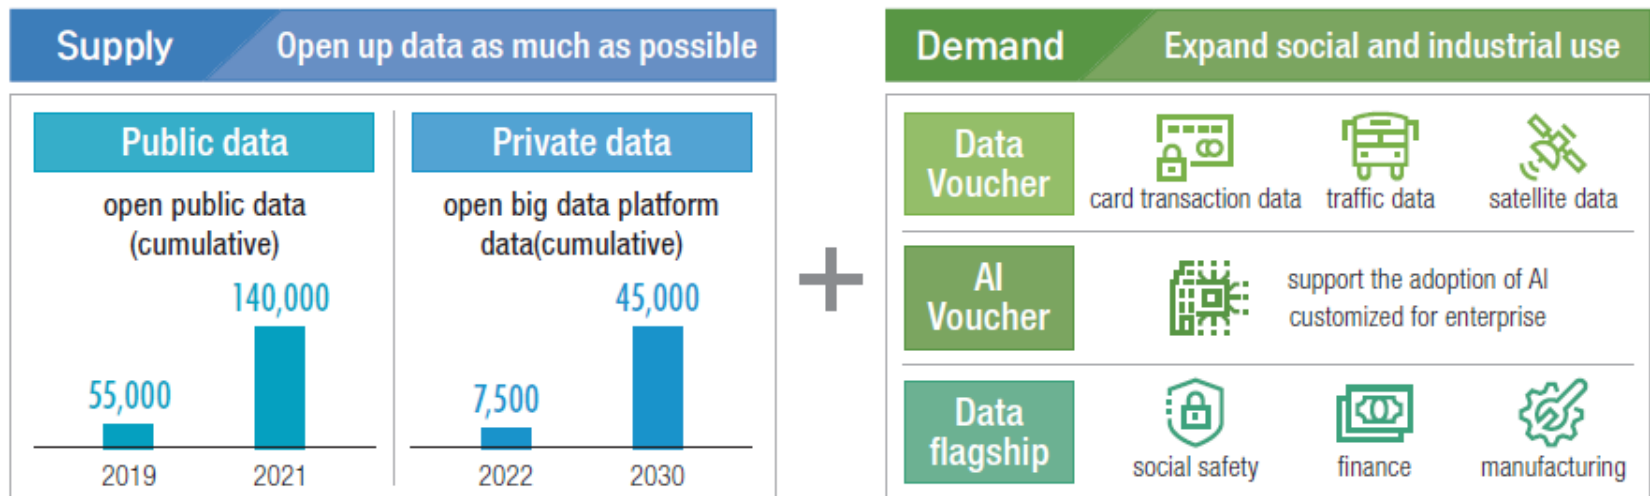 Supply
Open up data as much as possible
Public data
open public data
(cumulative)
55,000
140,000
2019
2021
Private data
open big data platform
data(cumulative)
7,500
45,000
2022
2030
+
Demand
Expand social and industrial use
Data
Voucher
card transaction data
traffic data
satellite data
AI
Voucher
support the adoption of AI
customized for enterprise
Data
flagship
social safety
finance
manufacturing